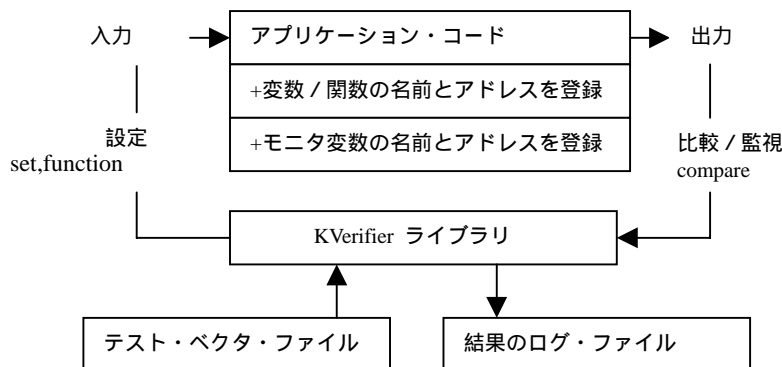 入力
アプリケーション・コード
出力
+変数 / 関数の名前とアドレスを登録
+モニタ変数の名前とアドレスを登録
設定
set,function
比較 / 監視
compare
KVerifier ライブラリ
テスト・ベクタ・ファイル
結果のログ・ファイル